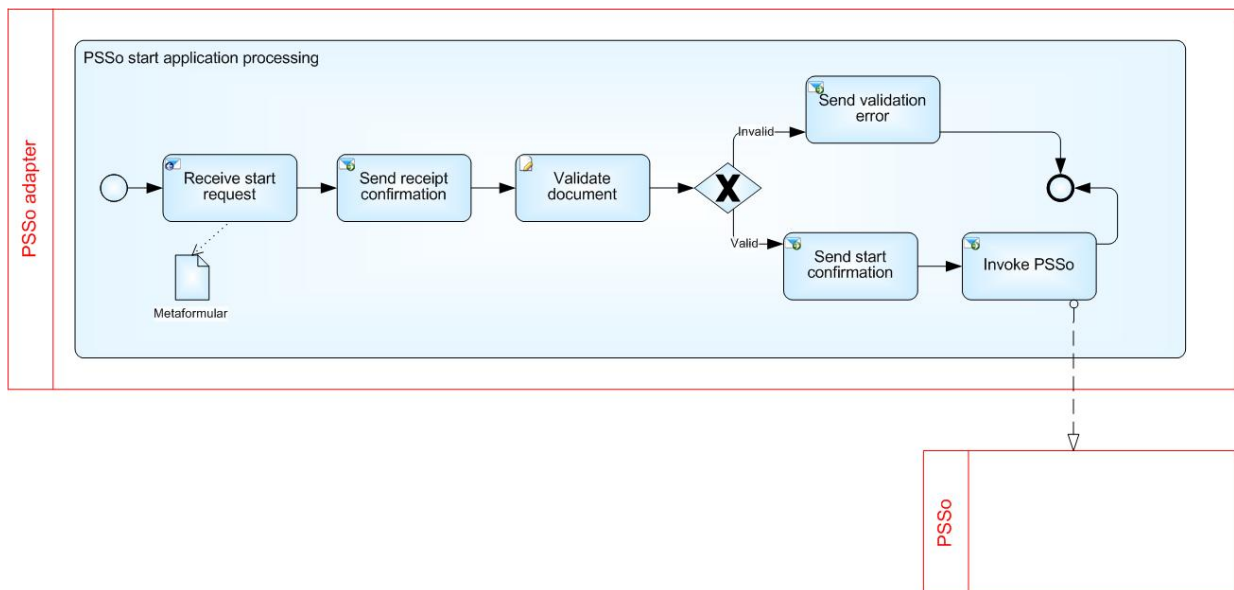 PSSo adapter
PSSo start application processing
Receive start
request
Metaformular
Send receipt
confirmation
Validate
document
Invalid
Send validation
error
Valid
Send start
confirmation
Invoke PSSo
PSSo